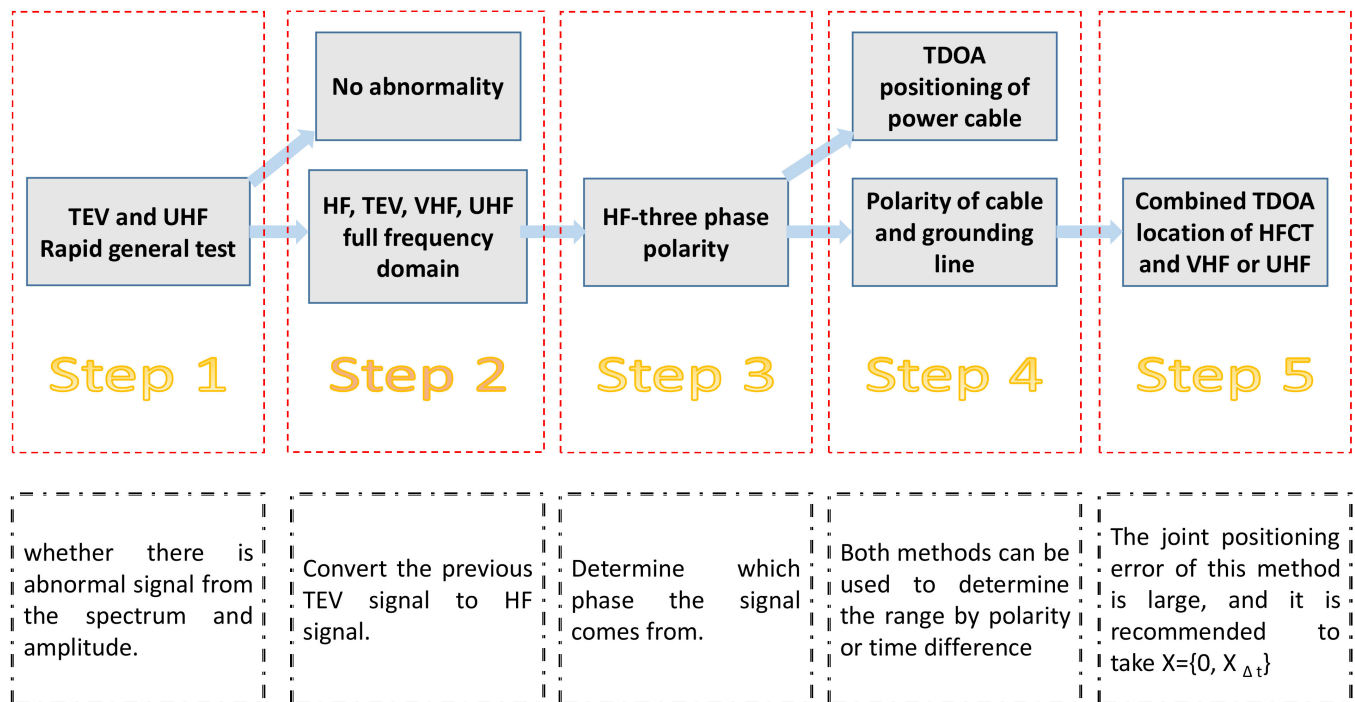 No abnormality
TDOA
positioning of
power cable
TEV and UHF
Rapid general test
HF, TEV, VHF, UHF
full frequency
domain
HF-three phase
polarity
Polarity of cable
and grounding
line
Combined TDOA
location of HFCT
and VHF or UHF
Step 1
Step 2
Step 3
Step 4
Step 5
whether there is
abnormal signal from
the spectrum and
amplitude.
Convert the previous
TEV signal to HF
signal.
Determine which
phase the signal
comes from.
Both methods can be
used to determine
the range by polarity
or time difference
The joint positioning
error of this method
is large, and it is
recommended to
take X={0, X Δ t}